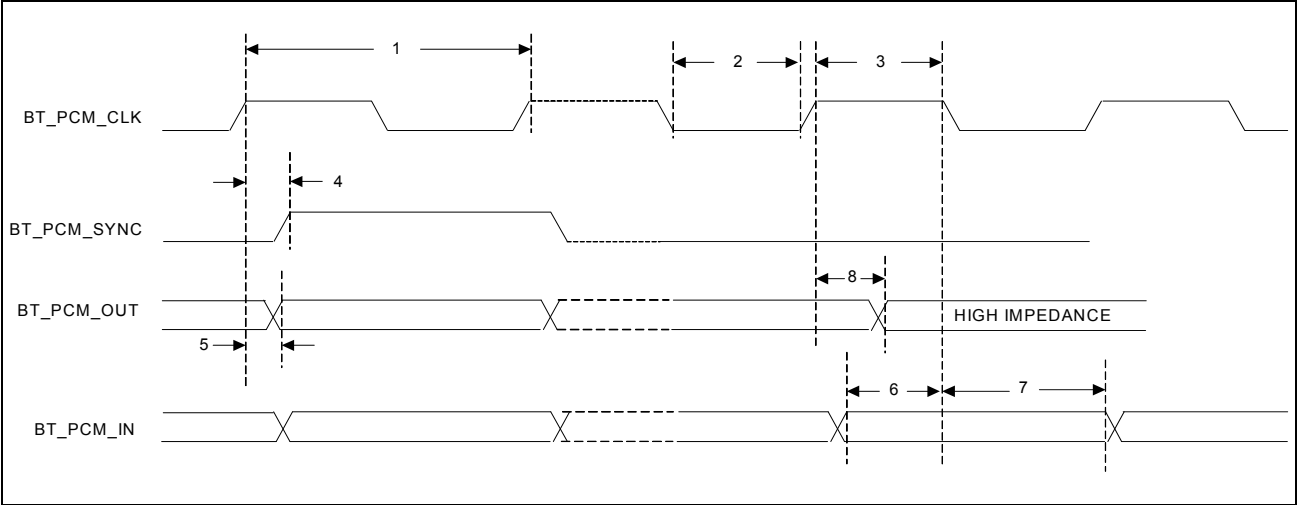 1
2
3
BT_PCM_CLK
4
BT_PCM_SYNC
8
BT_PCM_OUT
HIGH IMPEDANCE
5
6
7
BT_PCM_IN